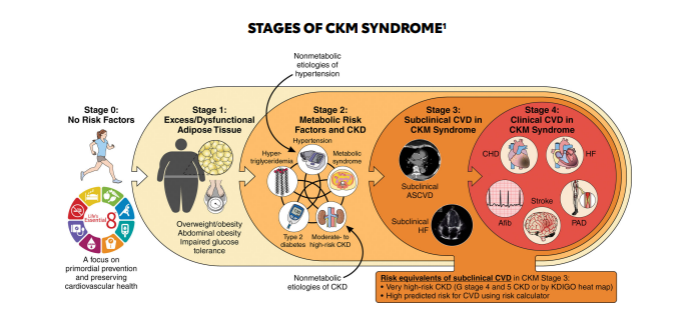 STAGES OF CKM SYNDROME¹
Nonmetabolic
etiologies of
hypertension
Stage 0:
No Risk Factors
Life's
Essential
8
A focus on
primordial prevention
and preserving
cardiovascular health
Stage 1:
Excess/Dysfunctional
Adipose Tissue
Overweight/obesity
Abdominal obesity
Impaired glucose
tolerance
Stage 2:
Metabolic Risk
Factors and CKD
Hypertension
Hyper-
triglyceridemia
Metabolic
syndrome
Type 2
diabetes
Moderate- to
high-risk CKD
Nonmetabolic
etiologies of CKD
Stage 3:
Subclinical CVD in
CKM Syndrome
Subclinical
ASCVD
Subclinical
HF
Stage 4:
Clinical CVD in
CKM Syndrome
CHD
HF
Afib
Stroke
PAD
Risk equivalents of subclinical CVD in CKM Stage 3:
• Very high-risk CKD (G stage 4 and 5 CKD or by KDIGO heat map)
• High predicted risk for CVD using risk calculator